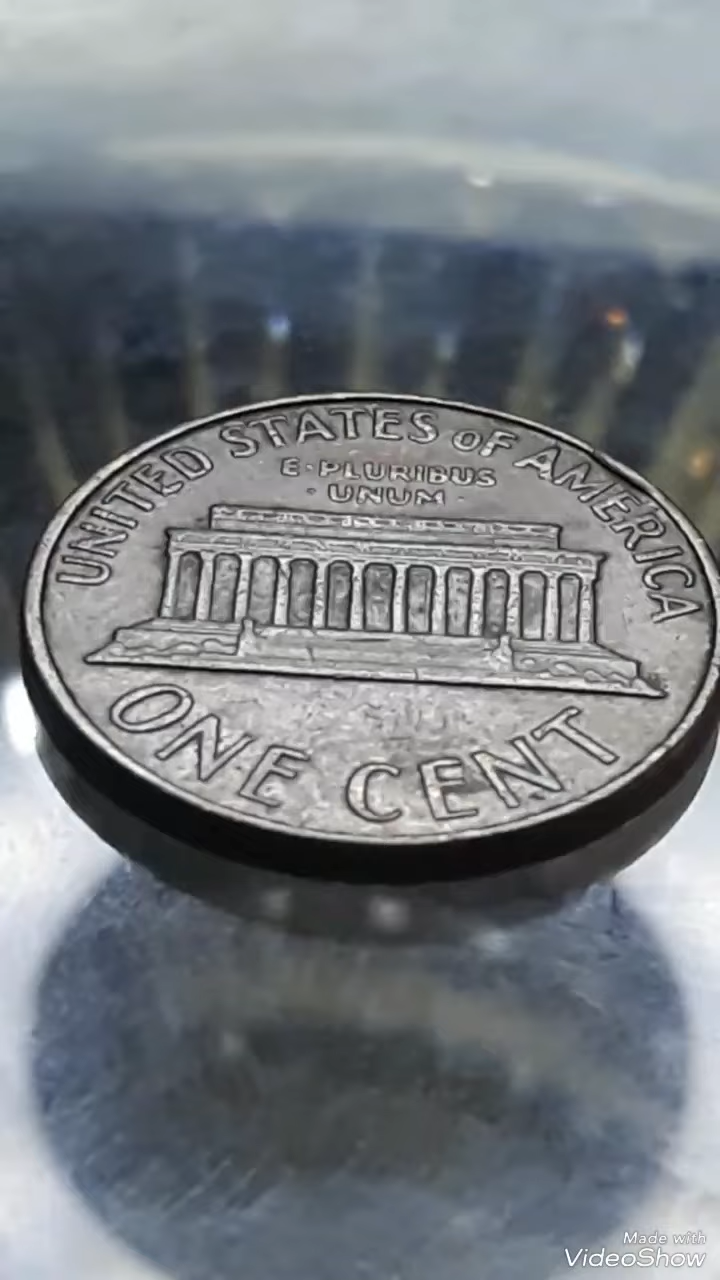 UNITED STATES OF AMERICA
E·PLURIBUS
·UNUM·
ONE CENT
Made with
VideoShow